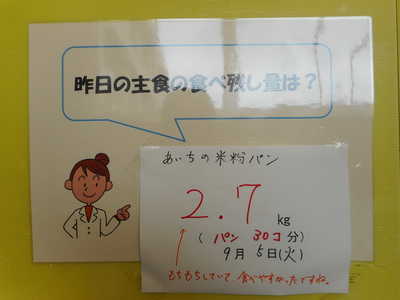 昨日の主食の食べ残し量は？
あいちの米粉パン
2.7 kg
(パン 30コ分)
9月5日(火)
もちもちしていて、食べやすかったですね。